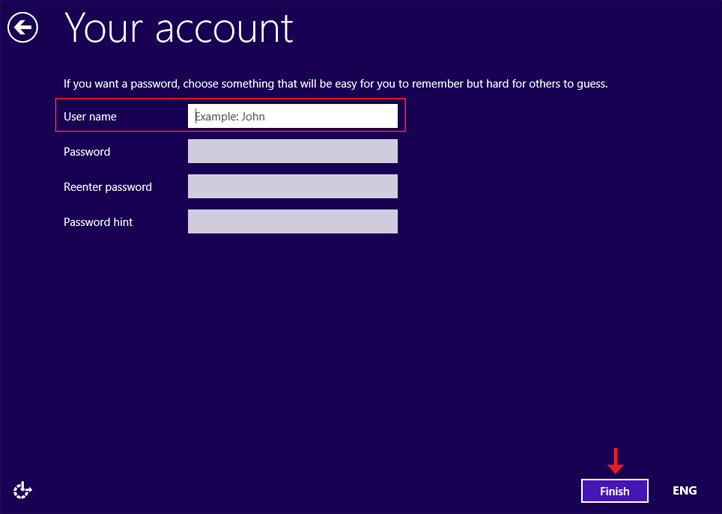 Your account
If you want a password, choose something that will be easy for you to remember but hard for others to guess.
User name
Example: John
Password
Reenter password
Password hint
Finish
ENG